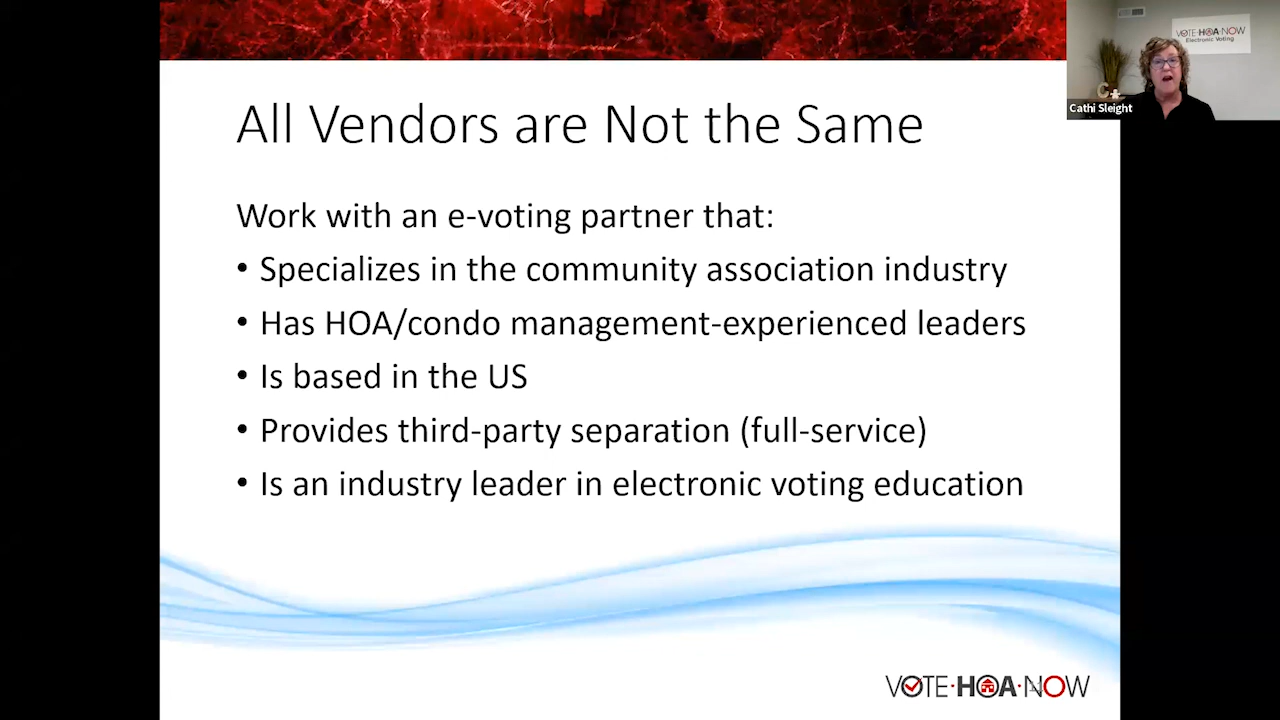 VOTE·HOA·NOW
Electronic Voting
Cathi Sleight
All Vendors are Not the Same
Work with an e-voting partner that:
• Specializes in the community association industry
• Has HOA/condo management-experienced leaders
• Is based in the US
• Provides third-party separation (full-service)
• Is an industry leader in electronic voting education
VOTE·HOA·NOW